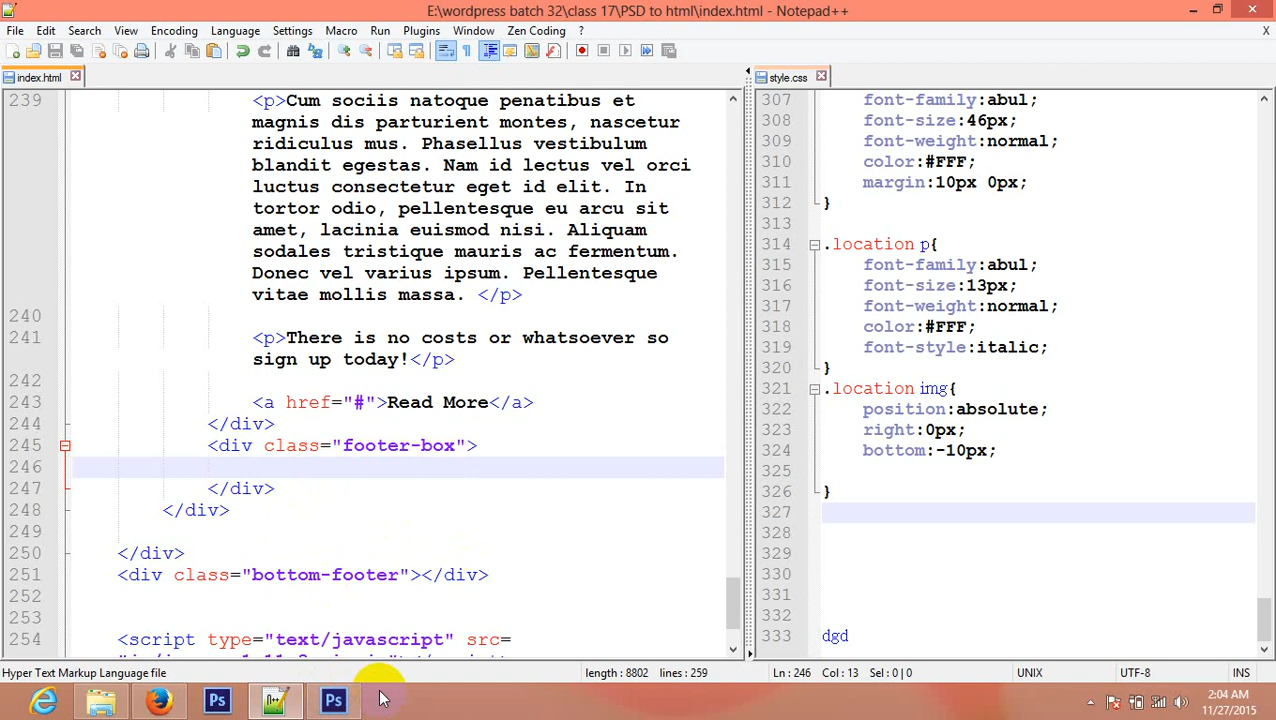 E:\wordpress batch 32\class 17\PSD to html\index.html - Notepad++
File Edit Search View Encoding Language Settings Macro Run Plugins Window Zen Coding ? X
index.html
style.css
239 <p>Cum sociis natoque penatibus et
magnis dis parturient montes, nascetur
ridiculus mus. Phasellus vestibulum
blandit egestas. Nam id lectus vel orci
luctus consectetur eget id elit. In
tortor odio, pellentesque eu arcu sit
amet, lacinia euismod nisi. Aliquam
sodales tristique mauris ac fermentum.
Donec vel varius ipsum. Pellentesque
vitae mollis massa. </p>
240
241 <p>There is no costs or whatsoever so
sign up today!</p>
242
243 <a href="#">Read More</a>
244 </div>
245 <div class="footer-box">
246
247 </div>
248 </div>
249
250 </div>
251 <div class="bottom-footer"></div>
252
253
254 <script type="text/javascript" src=
307 font-family:abul;
308 font-size:46px;
309 font-weight:normal;
310 color:#FFF;
311 margin:10px 0px;
312 }
313
314 .location p{
315 font-family:abul;
316 font-size:13px;
317 font-weight:normal;
318 color:#FFF;
319 font-style:italic;
320 }
321 .location img{
322 position:absolute;
323 right:0px;
324 bottom:-10px;
325
326 }
327
328
329
330
331
332
333 dgd
Hyper Text Markup Language file length : 8802 lines : 259 Ln : 246 Col : 13 Sel : 0 | 0 UNIX UTF-8 INS
Ps Ps
2:04 AM
11/27/2015